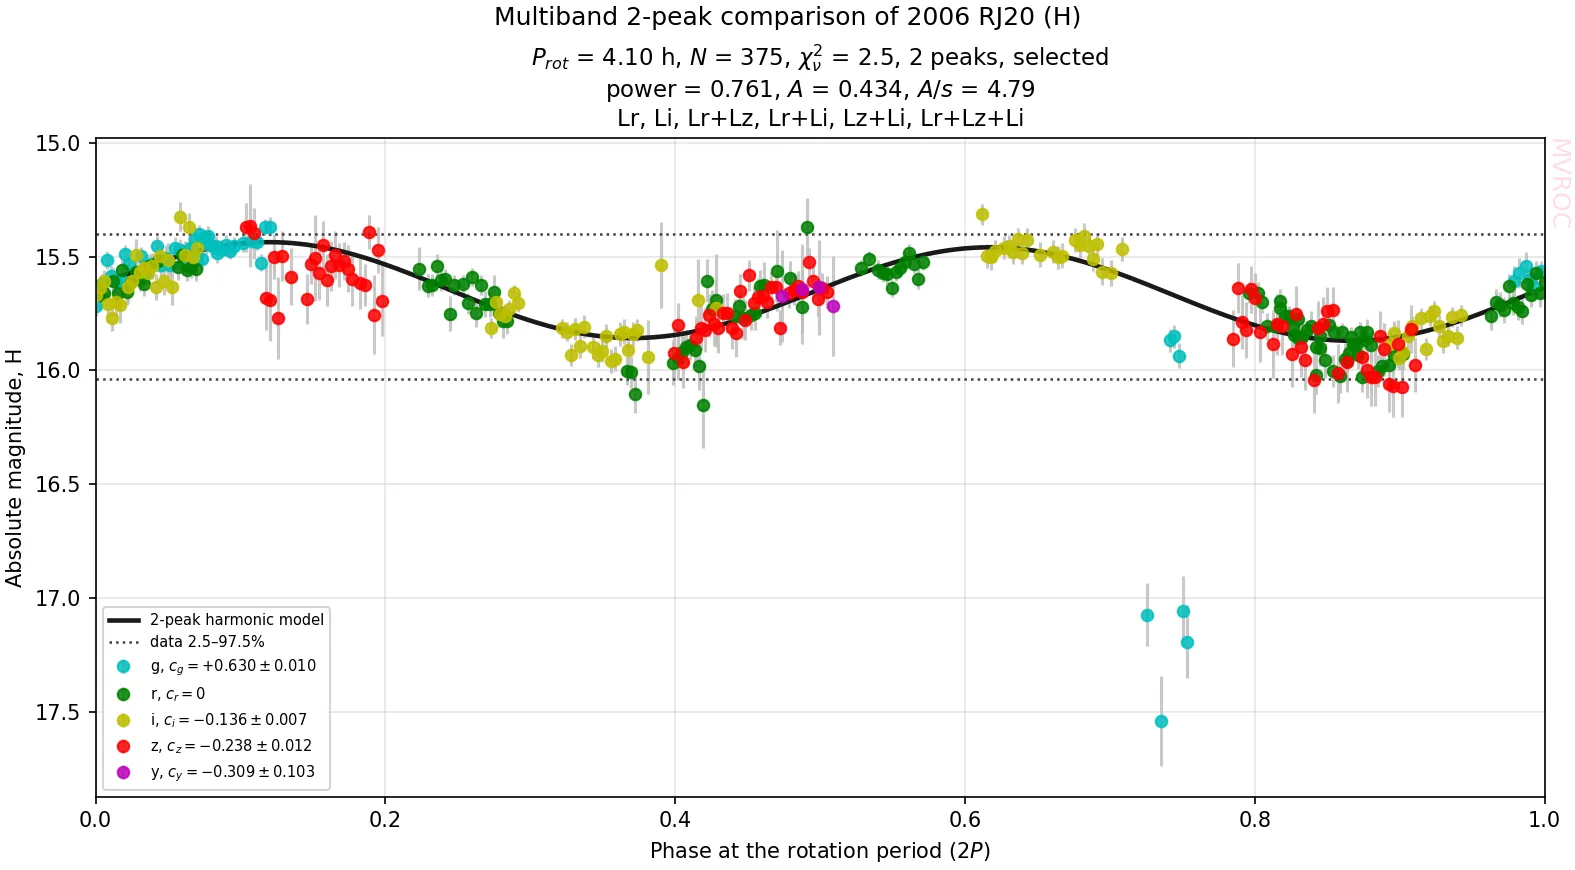 Multiband 2-peak comparison of 2006 RJ20 (H)
P_rot = 4.10 h, N = 375, χ²_ν = 2.5, 2 peaks, selected
power = 0.761, A = 0.434, A/s = 4.79
Lr, Li, Lr+Lz, Lr+Li, Lz+Li, Lr+Lz+Li
MVROC
Absolute magnitude, H
15.0
15.5
16.0
16.5
17.0
17.5
2-peak harmonic model
data 2.5–97.5%
g, c_g = +0.630 ± 0.010
r, c_r = 0
i, c_i = −0.136 ± 0.007
z, c_z = −0.238 ± 0.012
y, c_y = −0.309 ± 0.103
0.0 0.2 0.4 0.6 0.8 1.0
Phase at the rotation period (2P)